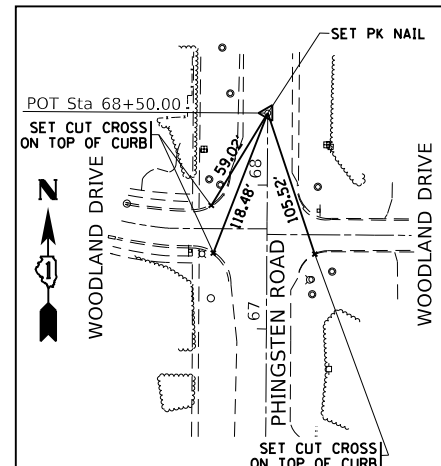 SET PK NAIL
POT Sta 68+50.00
SET CUT CROSS
ON TOP OF CURB
59.02'
118.48'
105.52'
68
N
1
WOODLAND DRIVE
WOODLAND DRIVE
PHINGSTEN ROAD
67
SET CUT CROSS
ON TOP OF CURB